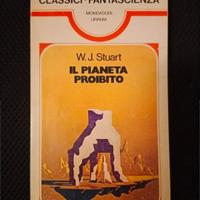 CLASSICI FANTASCIENZA
MONDADORI
URANIA
W. J. Stuart
IL PIANETA
PROIBITO